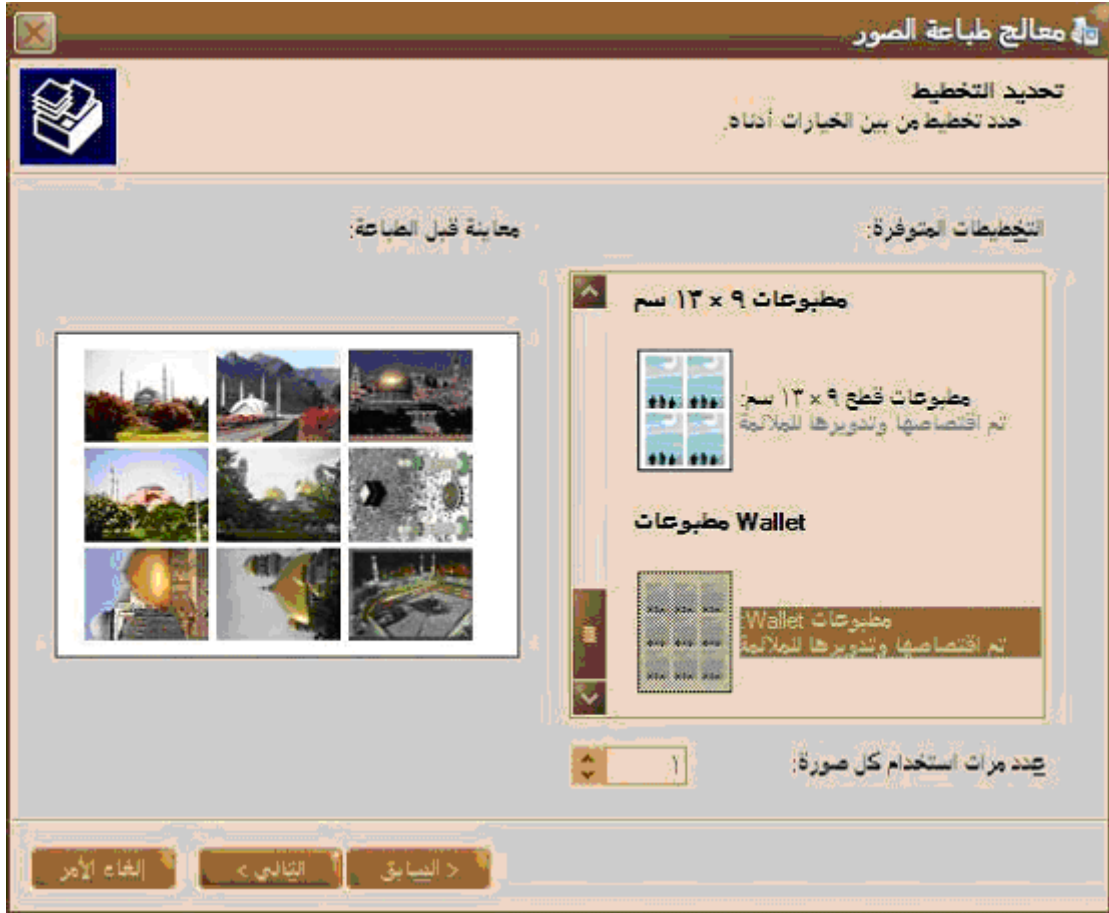 معالج طباعة الصور
تحديد التخطيط
حدد تخطيط من بين الخيارات أدناه.
التخطيطات المتوفرة:
معاينة قبل الطباعة:
مطبوعات ٩ × ١٣ سم
مطبوعات قطع ٩ × ١٣ سم:
تم اقتصاصها وتدويرها للملائمة
مطبوعات Wallet
مطبوعات Wallet:
تم اقتصاصها وتدويرها للملائمة
عدد مرات استخدام كل صورة:
١
< السابق
التالي >
إلغاء الأمر